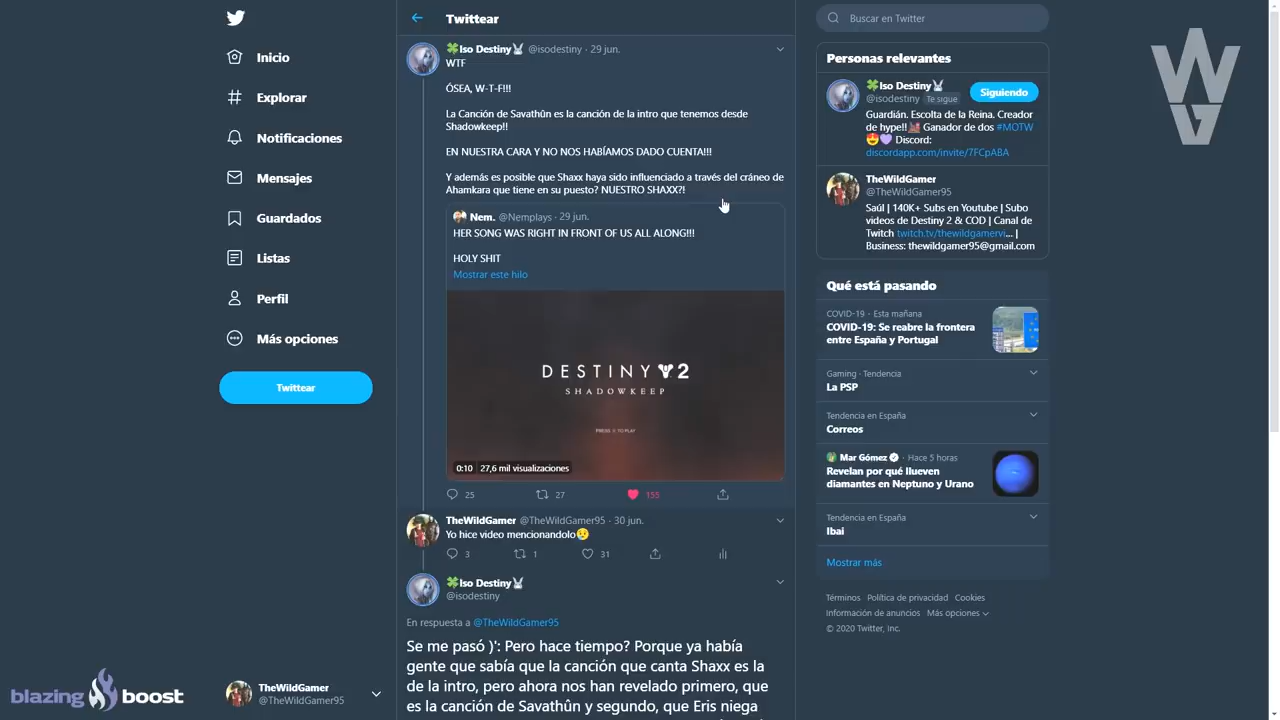 Inicio
Explorar
Notificaciones
Mensajes
Guardados
Listas
Perfil
Más opciones
Twittear
blazing boost
TheWildGamer
@TheWildGamer95
Twittear
🍀Iso Destiny🐰 @isodestiny · 29 jun.
WTF
ÓSEA, W-T-F!!!
La Canción de Savathûn es la canción de la intro que tenemos desde
Shadowkeep!!
EN NUESTRA CARA Y NO NOS HABÍAMOS DADO CUENTA!!!
Y además es posible que Shaxx haya sido influenciado a través del cráneo de
Ahamkara que tiene en su puesto? NUESTRO SHAXX?!
Nem. @Nemplays · 29 jun.
HER SONG WAS RIGHT IN FRONT OF US ALL ALONG!!!
HOLY SHIT
Mostrar este hilo
DESTINY 2
SHADOWKEEP
0:10 27,6 mil visualizaciones
25 27 155
TheWildGamer @TheWildGamer95 · 30 jun.
Yo hice video mencionandolo😢
3 1 31
🍀Iso Destiny🐰
@isodestiny
En respuesta a @TheWildGamer95
Se me pasó )': Pero hace tiempo? Porque ya había
gente que sabía que la canción que canta Shaxx es la
de la intro, pero ahora nos han revelado primero, que
es la canción de Savathûn y segundo, que Eris niega
Buscar en Twitter
Personas relevantes
🍀Iso Destiny🐰
@isodestiny Te sigue
Siguiendo
Guardián. Escolta de la Reina. Creador
de hype!! Ganador de dos #MOTW
😍💜 Discord:
discordapp.com/invite/7FCpABA
TheWildGamer
@TheWildGamer95
Saúl | 140K+ Subs en Youtube | Subo
videos de Destiny 2 & COD | Canal de
Twitch twitch.tv/thewildgamervi... |
Business: thewildgamer95@gmail.com
Qué está pasando
COVID-19 · Esta mañana
COVID-19: Se reabre la frontera
entre España y Portugal
Gaming · Tendencia
La PSP
Tendencia en España
Correos
Mar Gómez · Hace 5 horas
Revelan por qué llueven
diamantes en Neptuno y Urano
Tendencia en España
Ibai
Mostrar más
Términos Política de privacidad Cookies
Información de anuncios Más opciones
© 2020 Twitter, Inc.
WG